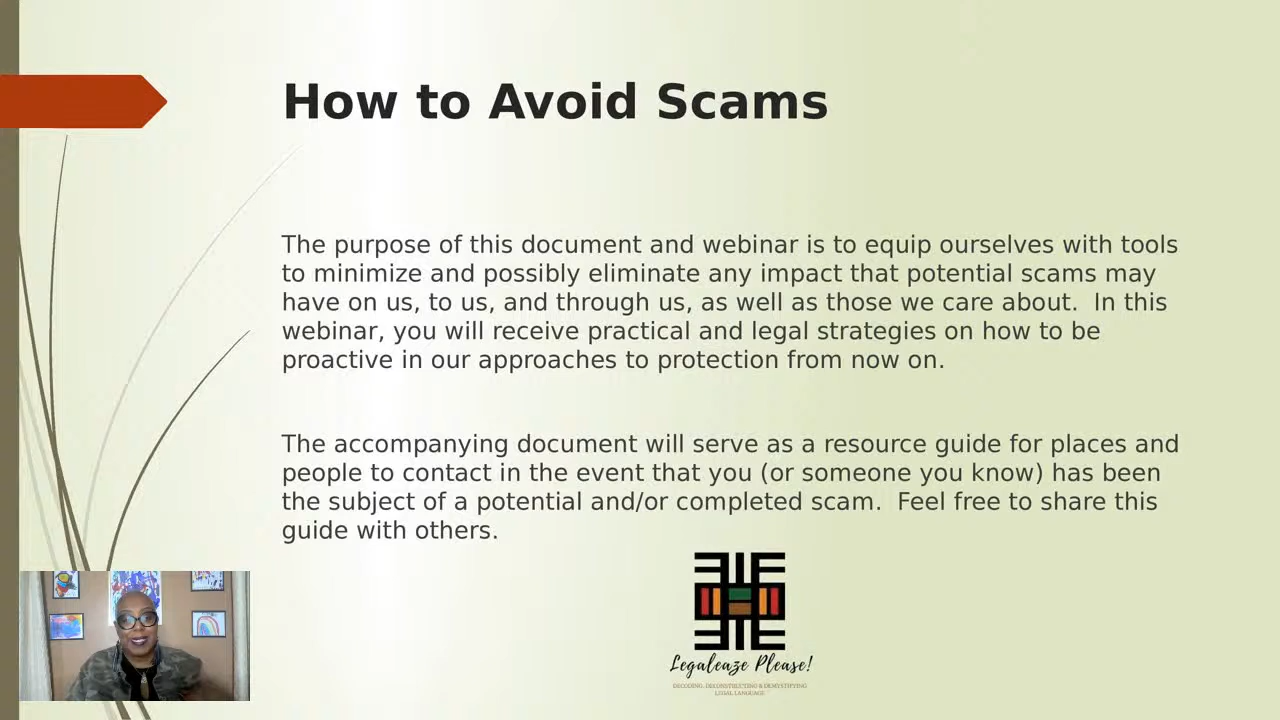 How to Avoid Scams
The purpose of this document and webinar is to equip ourselves with tools
to minimize and possibly eliminate any impact that potential scams may
have on us, to us, and through us, as well as those we care about.  In this
webinar, you will receive practical and legal strategies on how to be
proactive in our approaches to protection from now on.
The accompanying document will serve as a resource guide for places and
people to contact in the event that you (or someone you know) has been
the subject of a potential and/or completed scam.  Feel free to share this
guide with others.
Legaleaze Please!
DECODING, DECONSTRUCTING & DEMYSTIFYING
LEGAL LANGUAGE